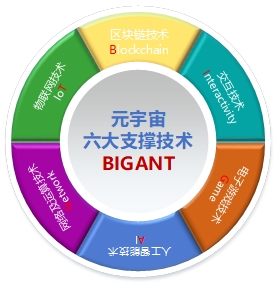 元宇宙
六大支撑技术
BIGANT
区块链技术
Blockchain
交互技术
Interactivity
电子游戏技术
Game
人工智能技术
AI
网络及运算技术
Network
物联网技术
IoT